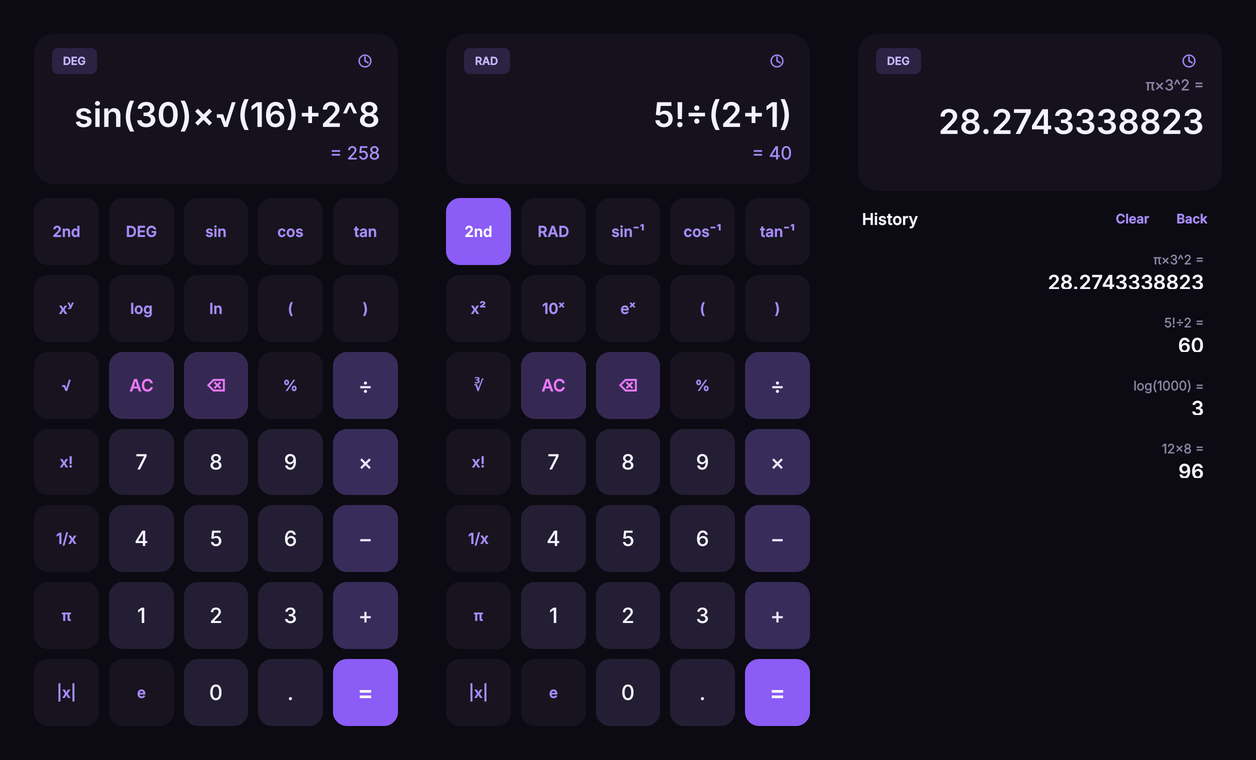 DEG
sin(30)×√(16)+2^8
= 258
2nd DEG sin cos tan
xʸ log ln ( )
√ AC ⌫ % ÷
x! 7 8 9 ×
1/x 4 5 6 −
π 1 2 3 +
|x| e 0 . =
RAD
5!÷(2+1)
= 40
2nd RAD sin⁻¹ cos⁻¹ tan⁻¹
x² 10ˣ eˣ ( )
∛ AC ⌫ % ÷
x! 7 8 9 ×
1/x 4 5 6 −
π 1 2 3 +
|x| e 0 . =
DEG
π×3^2 =
28.2743338823
History Clear Back
π×3^2 =
28.2743338823
5!÷2 =
60
log(1000) =
3
12×8 =
96